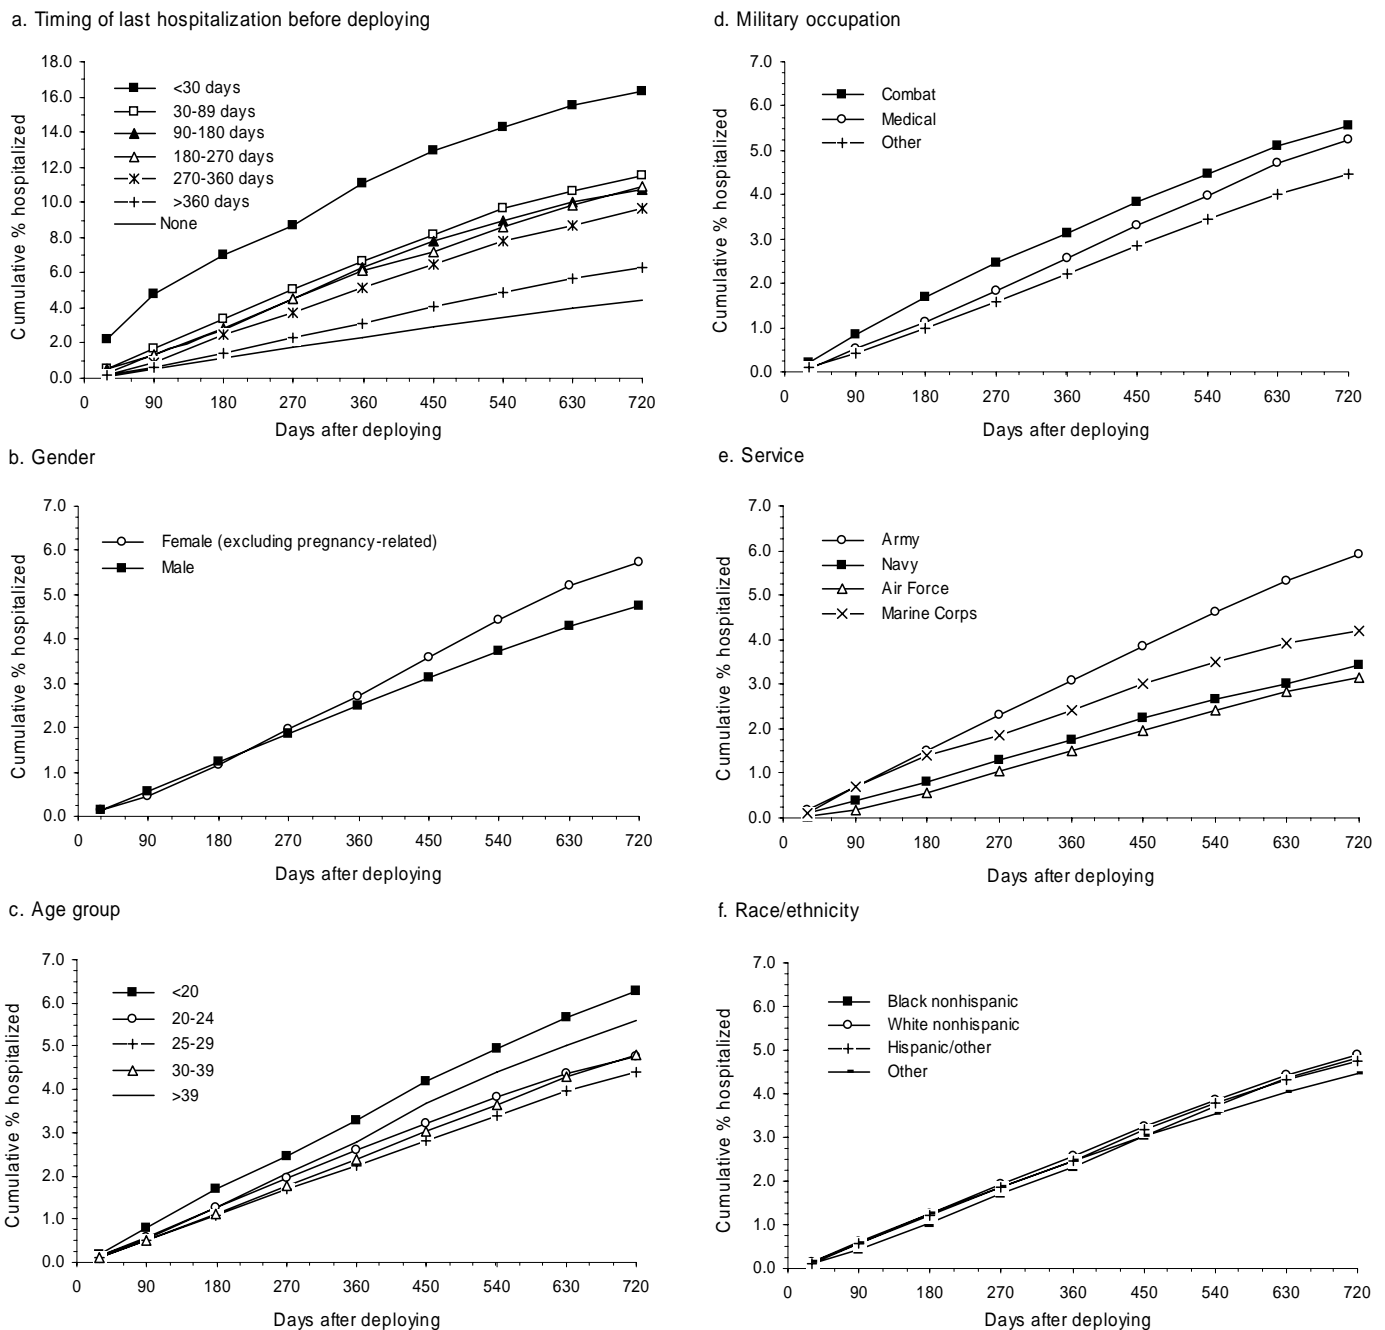 a. Timing of last hospitalization before deploying
18.0
16.0
14.0
12.0
10.0
8.0
6.0
4.0
2.0
0.0
Cumulative % hospitalized
<30 days
30-89 days
90-180 days
180-270 days
270-360 days
>360 days
None
0 90 180 270 360 450 540 630 720
Days after deploying
b. Gender
7.0
6.0
5.0
4.0
3.0
2.0
1.0
0.0
Cumulative % hospitalized
Female (excluding pregnancy-related)
Male
0 90 180 270 360 450 540 630 720
Days after deploying
c. Age group
7.0
6.0
5.0
4.0
3.0
2.0
1.0
0.0
Cumulative % hospitalized
<20
20-24
25-29
30-39
>39
0 90 180 270 360 450 540 630 720
Days after deploying
d. Military occupation
7.0
6.0
5.0
4.0
3.0
2.0
1.0
0.0
Cumulative % hospitalized
Combat
Medical
Other
0 90 180 270 360 450 540 630 720
Days after deploying
e. Service
7.0
6.0
5.0
4.0
3.0
2.0
1.0
0.0
Cumulative % hospitalized
Army
Navy
Air Force
Marine Corps
0 90 180 270 360 450 540 630 720
Days after deploying
f. Race/ethnicity
7.0
6.0
5.0
4.0
3.0
2.0
1.0
0.0
Cumulative % hospitalized
Black nonhispanic
White nonhispanic
Hispanic/other
Other
0 90 180 270 360 450 540 630 720
Days after deploying